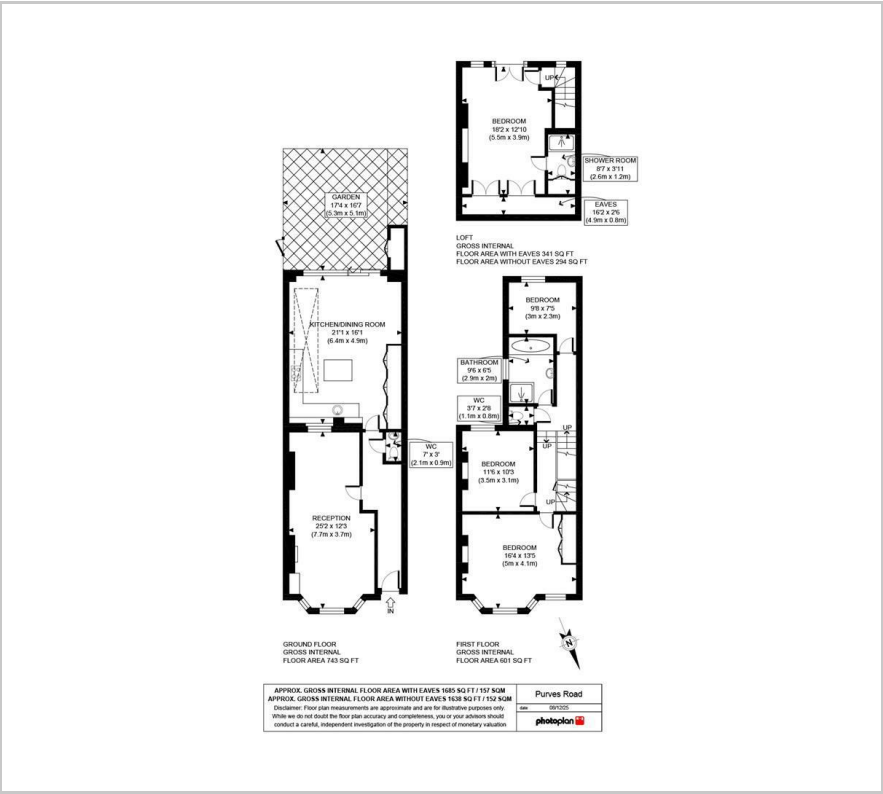 UP
BEDROOM
18'2 x 12'10
(5.5m x 3.9m)
SHOWER ROOM
8'7 x 3'11
(2.6m x 1.2m)
EAVES
16'2 x 2'6
(4.9m x 0.8m)
LOFT
GROSS INTERNAL
FLOOR AREA WITH EAVES 341 SQ FT
FLOOR AREA WITHOUT EAVES 294 SQ FT
GARDEN
17'4 x 16'7
(5.3m x 5.1m)
KITCHEN/DINING ROOM
21'1 x 16'1
(6.4m x 4.9m)
WC
7' x 3'
(2.1m x 0.9m)
RECEPTION
25'2 x 12'3
(7.7m x 3.7m)
IN
GROUND FLOOR
GROSS INTERNAL
FLOOR AREA 743 SQ FT
BEDROOM
9'8 x 7'5
(3m x 2.3m)
BATHROOM
9'6 x 6'5
(2.9m x 2m)
WC
3'7 x 2'8
(1.1m x 0.8m)
UP
UP
BEDROOM
11'6 x 10'3
(3.5m x 3.1m)
UP
BEDROOM
16'4 x 13'5
(5m x 4.1m)
FIRST FLOOR
GROSS INTERNAL
FLOOR AREA 601 SQ FT
N
APPROX. GROSS INTERNAL FLOOR AREA WITH EAVES 1685 SQ FT / 157 SQM
APPROX. GROSS INTERNAL FLOOR AREA WITHOUT EAVES 1638 SQ FT / 152 SQM
Disclaimer: Floor plan measurements are approximate and are for illustrative purposes only.
While we do not doubt the floor plan accuracy and completeness, you or your advisors should
conduct a careful, independent investigation of the property in respect of monetary valuation.
Purves Road
date 08/12/25
photoplan